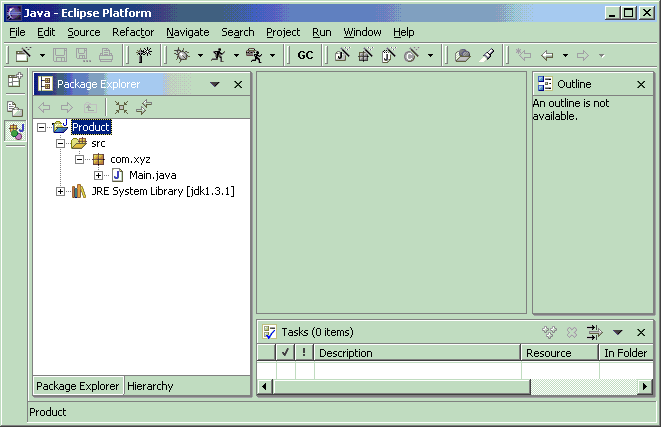 Java - Eclipse Platform
File Edit Source Refactor Navigate Search Project Run Window Help
GC
Package Explorer
Product
src
com.xyz
Main.java
JRE System Library [jdk1.3.1]
Package Explorer Hierarchy
Outline
An outline is not
available.
Tasks (0 items)
! Description Resource In Folder
Product